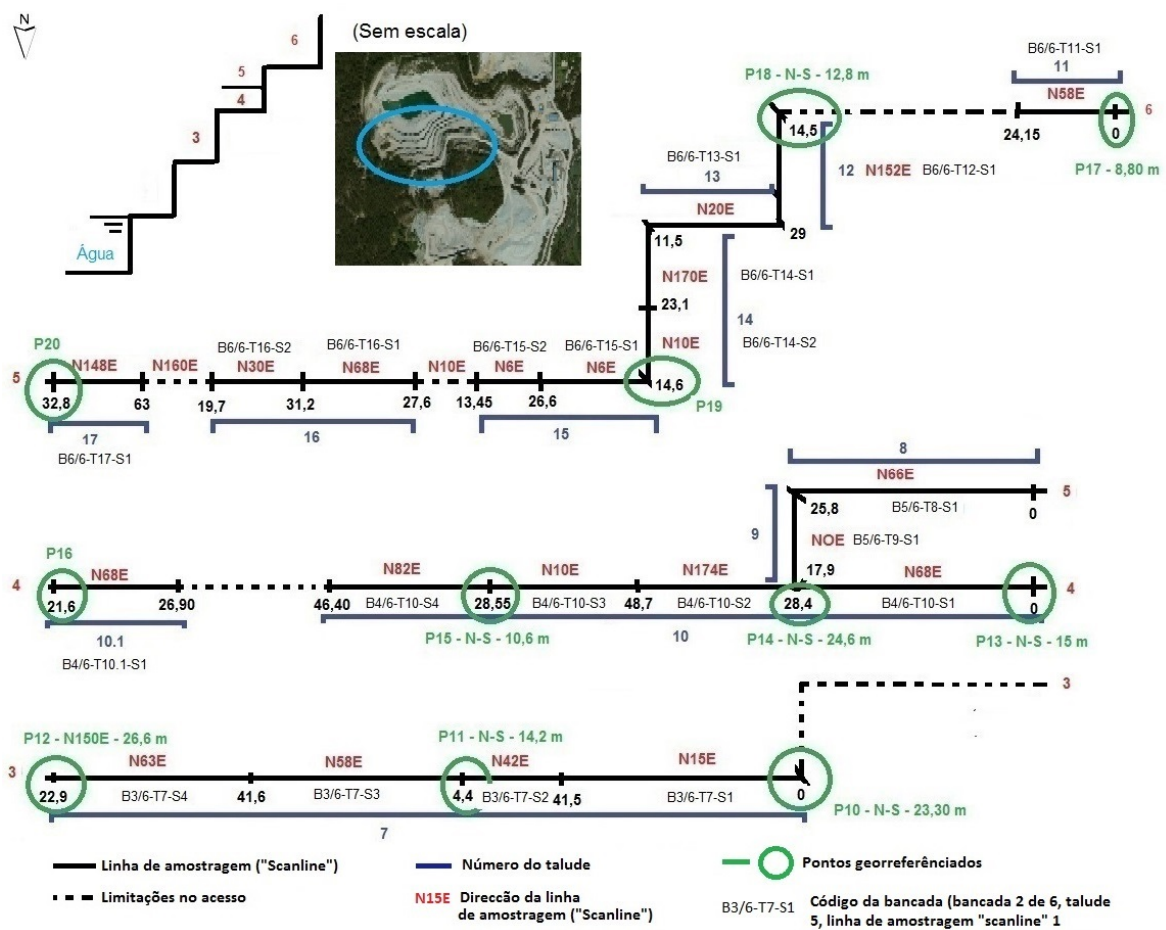 N
(Sem escala)
6
5
4
3
Água
B6/6-T11-S1
11
P18 - N-S - 12,8 m
N58E
6
14,5
24,15
0
P17 - 8,80 m
B6/6-T13-S1
13
12
N152E
B6/6-T12-S1
N20E
11,5
29
N170E
B6/6-T14-S1
23,1
14
N10E
B6/6-T14-S2
P20
B6/6-T16-S2
B6/6-T16-S1
B6/6-T15-S2
B6/6-T15-S1
N148E
N160E
N30E
N68E
N10E
N6E
N6E
5
32,8
63
19,7
31,2
27,6
13,45
26,6
14,6
P19
17
16
15
B6/6-T17-S1
8
N66E
5
25,8
B5/6-T8-S1
0
9
NOE
B5/6-T9-S1
P16
N68E
N82E
N10E
N174E
17,9
N68E
4
4
21,6
26,90
46,40
B4/6-T10-S4
28,55
B4/6-T10-S3
48,7
B4/6-T10-S2
28,4
B4/6-T10-S1
0
10.1
P15 - N-S - 10,6 m
10
P14 - N-S - 24,6 m
P13 - N-S - 15 m
B4/6-T10.1-S1
3
P12 - N150E - 26,6 m
P11 - N-S - 14,2 m
N63E
N58E
N42E
N15E
3
22,9
B3/6-T7-S4
41,6
B3/6-T7-S3
4,4
B3/6-T7-S2
41,5
B3/6-T7-S1
0
P10 - N-S - 23,30 m
7
Linha de amostragem ("Scanline")
Número do talude
Pontos georreferênciados
Limitações no acesso
N15E
Direcção da linha
de amostragem ("Scanline")
B3/6-T7-S1
Código da bancada (bancada 2 de 6, talude
5, linha de amostragem "scanline" 1